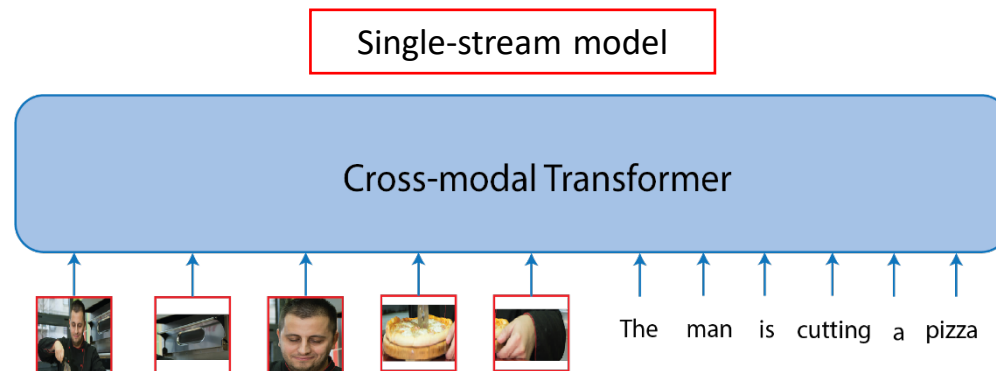 Single-stream model
Cross-modal Transformer
The man is cutting a pizza